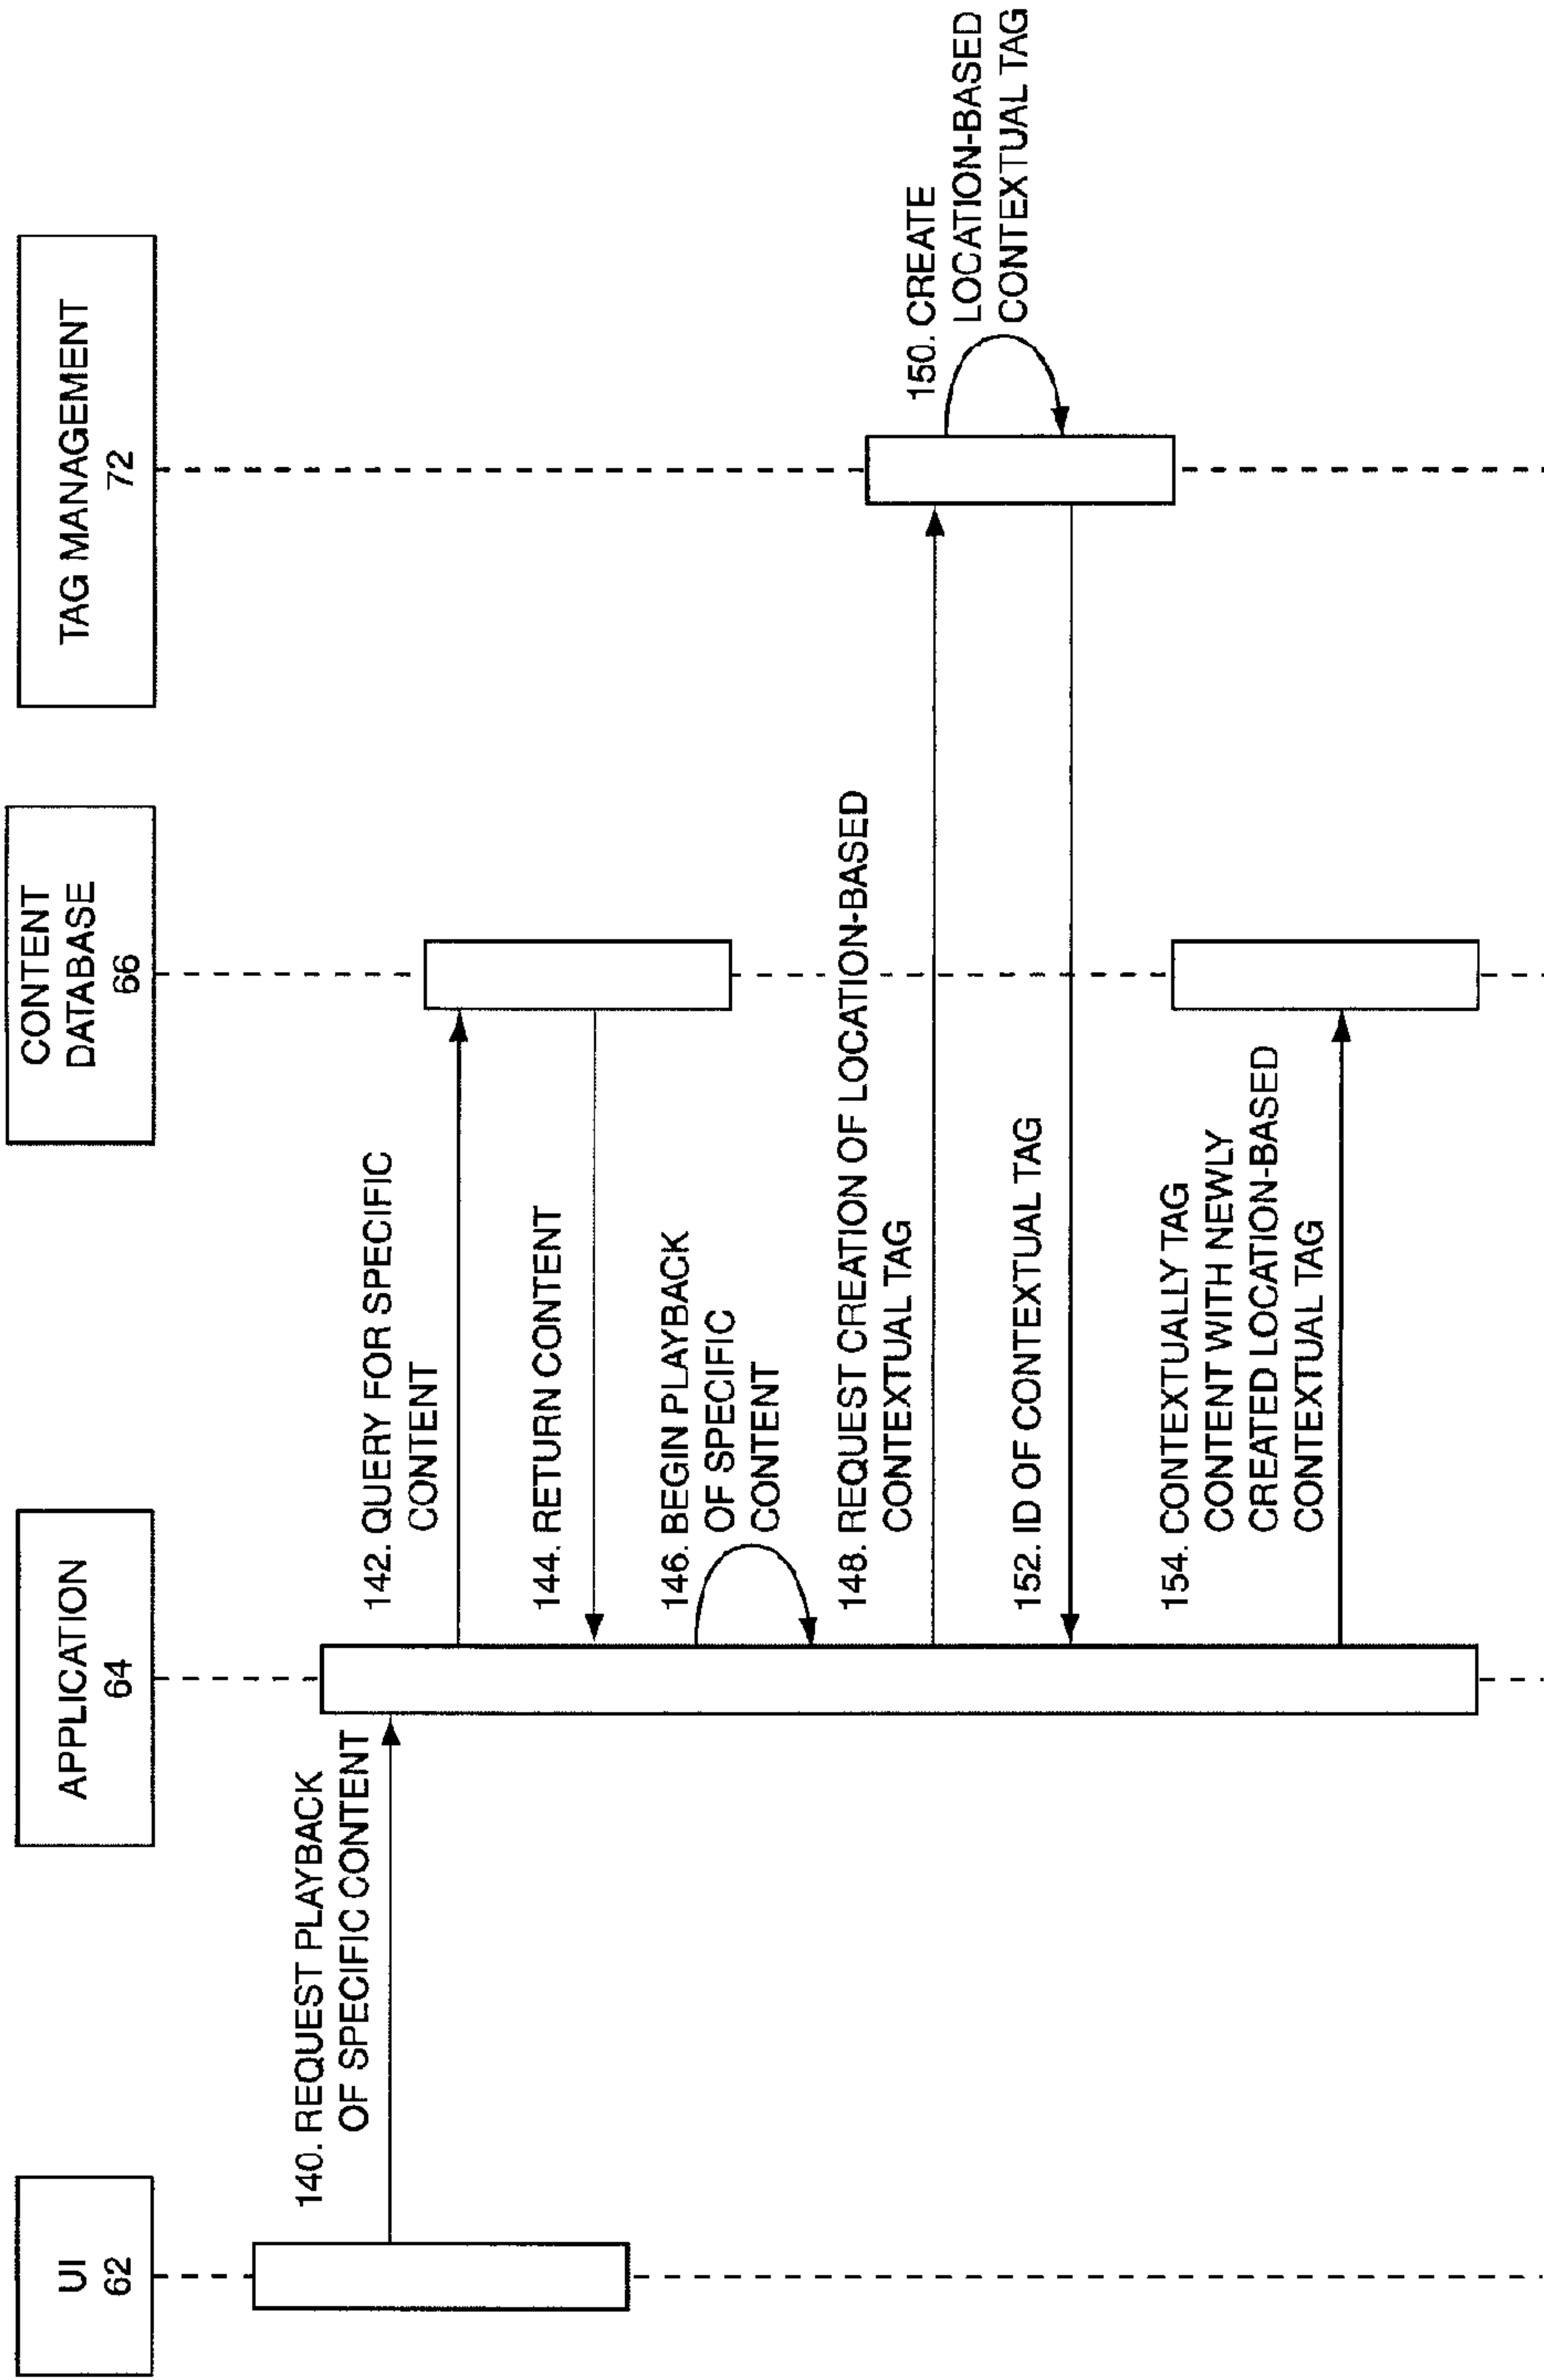 UI
62
APPLICATION
64
CONTENT
DATABASE
66
TAG MANAGEMENT
72
140. REQUEST PLAYBACK
OF SPECIFIC CONTENT
142. QUERY FOR SPECIFIC
CONTENT
144. RETURN CONTENT
146. BEGIN PLAYBACK
OF SPECIFIC
CONTENT
148. REQUEST CREATION OF LOCATION-BASED
CONTEXTUAL TAG
150. CREATE
LOCATION-BASED
CONTEXTUAL TAG
152. ID OF CONTEXTUAL TAG
154. CONTEXTUALLY TAG
CONTENT WITH NEWLY
CREATED LOCATION-BASED
CONTEXTUAL TAG